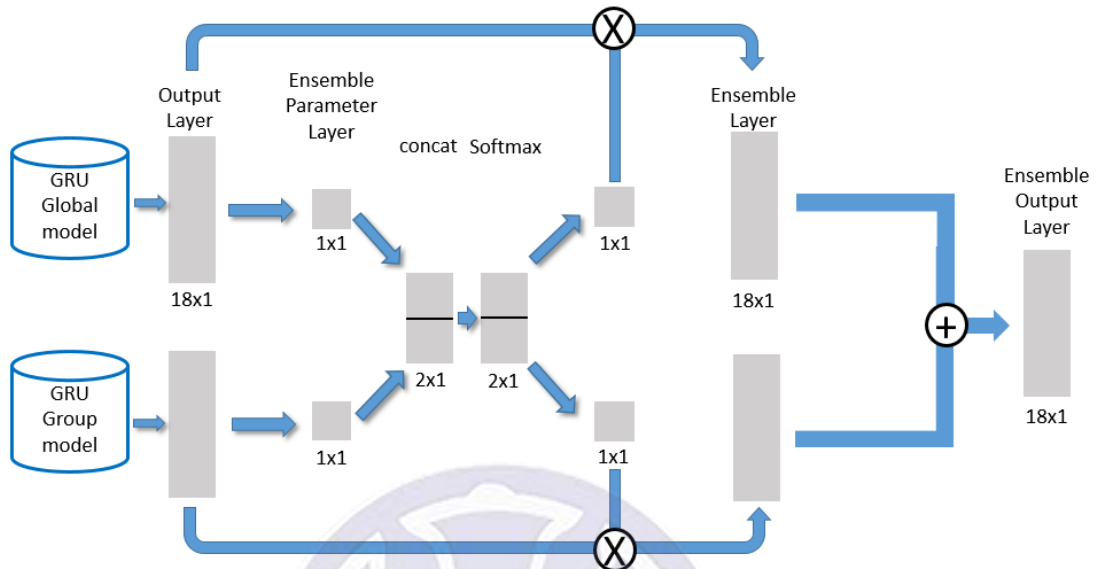 Output
Layer
Ensemble
Parameter
Layer
concat
Softmax
X
Ensemble
Layer
Ensemble
Output
Layer
GRU
Global
model
18x1
1x1
1x1
18x1
2x1
2x1
+
18x1
GRU
Group
model
1x1
1x1
X